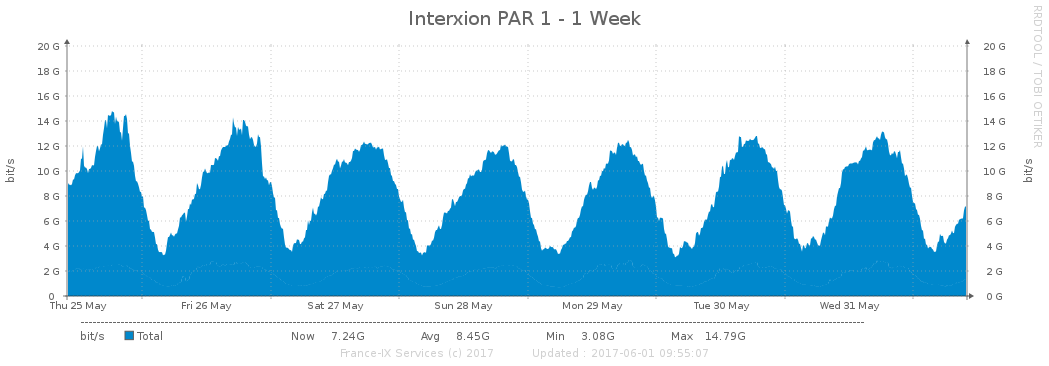 Interxion PAR 1 - 1 Week
RRDTOOL / TOBI OETIKER
20 G 20 G
18 G 18 G
16 G 16 G
14 G 14 G
12 G 12 G
10 G 10 G
8 G 8 G
6 G 6 G
4 G 4 G
2 G 2 G
0 0 G
bit/s
bit/s
Thu 25 May Fri 26 May Sat 27 May Sun 28 May Mon 29 May Tue 30 May Wed 31 May
bit/s Total Now 7.24G Avg 8.45G Min 3.08G Max 14.79G
France-IX Services (c) 2017 Updated : 2017-06-01 09:55:07